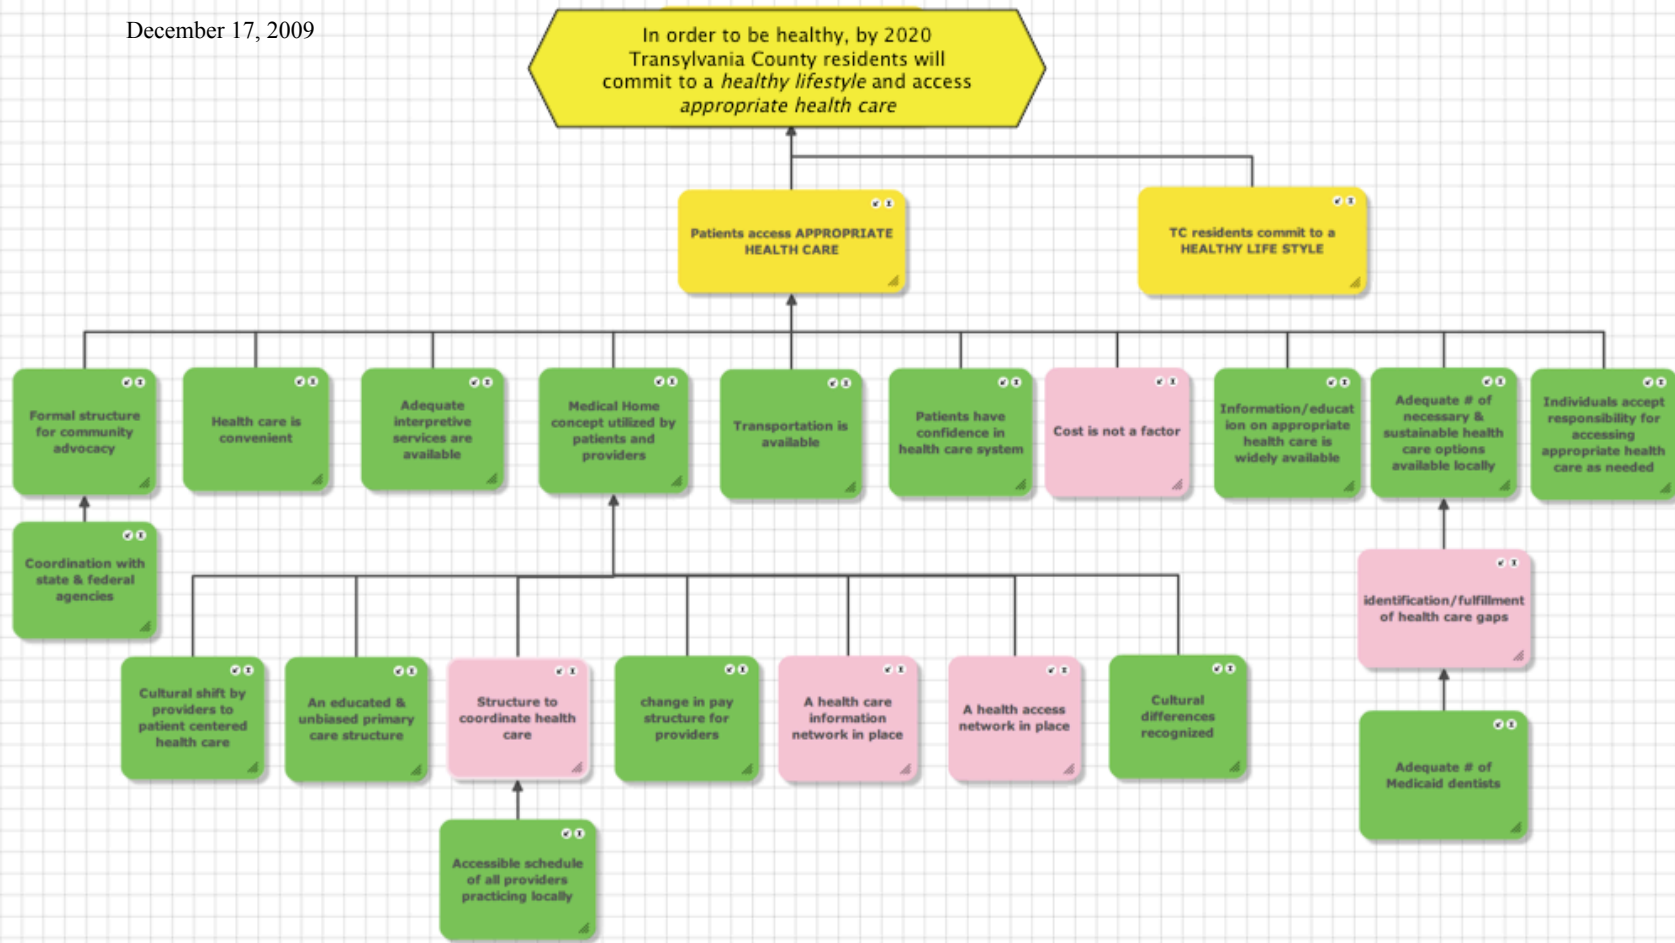 December 17, 2009
In order to be healthy, by 2020
Transylvania County residents will
commit to a healthy lifestyle and access
appropriate health care
Patients access APPROPRIATE
HEALTH CARE
TC residents commit to a
HEALTHY LIFE STYLE
Formal structure
for community
advocacy
Health care is
convenient
Adequate
interpretive
services are
available
Medical Home
concept utilized by
patients and
providers
Transportation is
available
Patients have
confidence in
health care system
Cost is not a factor
Information/educat
ion on appropriate
health care is
widely available
Adequate # of
necessary &
sustainable health
care options
available locally
Individuals accept
responsibility for
accessing
appropriate health
care as needed
Coordination with
state & federal
agencies
identification/fulfillment
of health care gaps
Cultural shift by
providers to
patient centered
health care
An educated &
unbiased primary
care structure
Structure to
coordinate health
care
change in pay
structure for
providers
A health care
information
network in place
A health access
network in place
Cultural
differences
recognized
Adequate # of
Medicaid dentists
Accessible schedule
of all providers
practicing locally